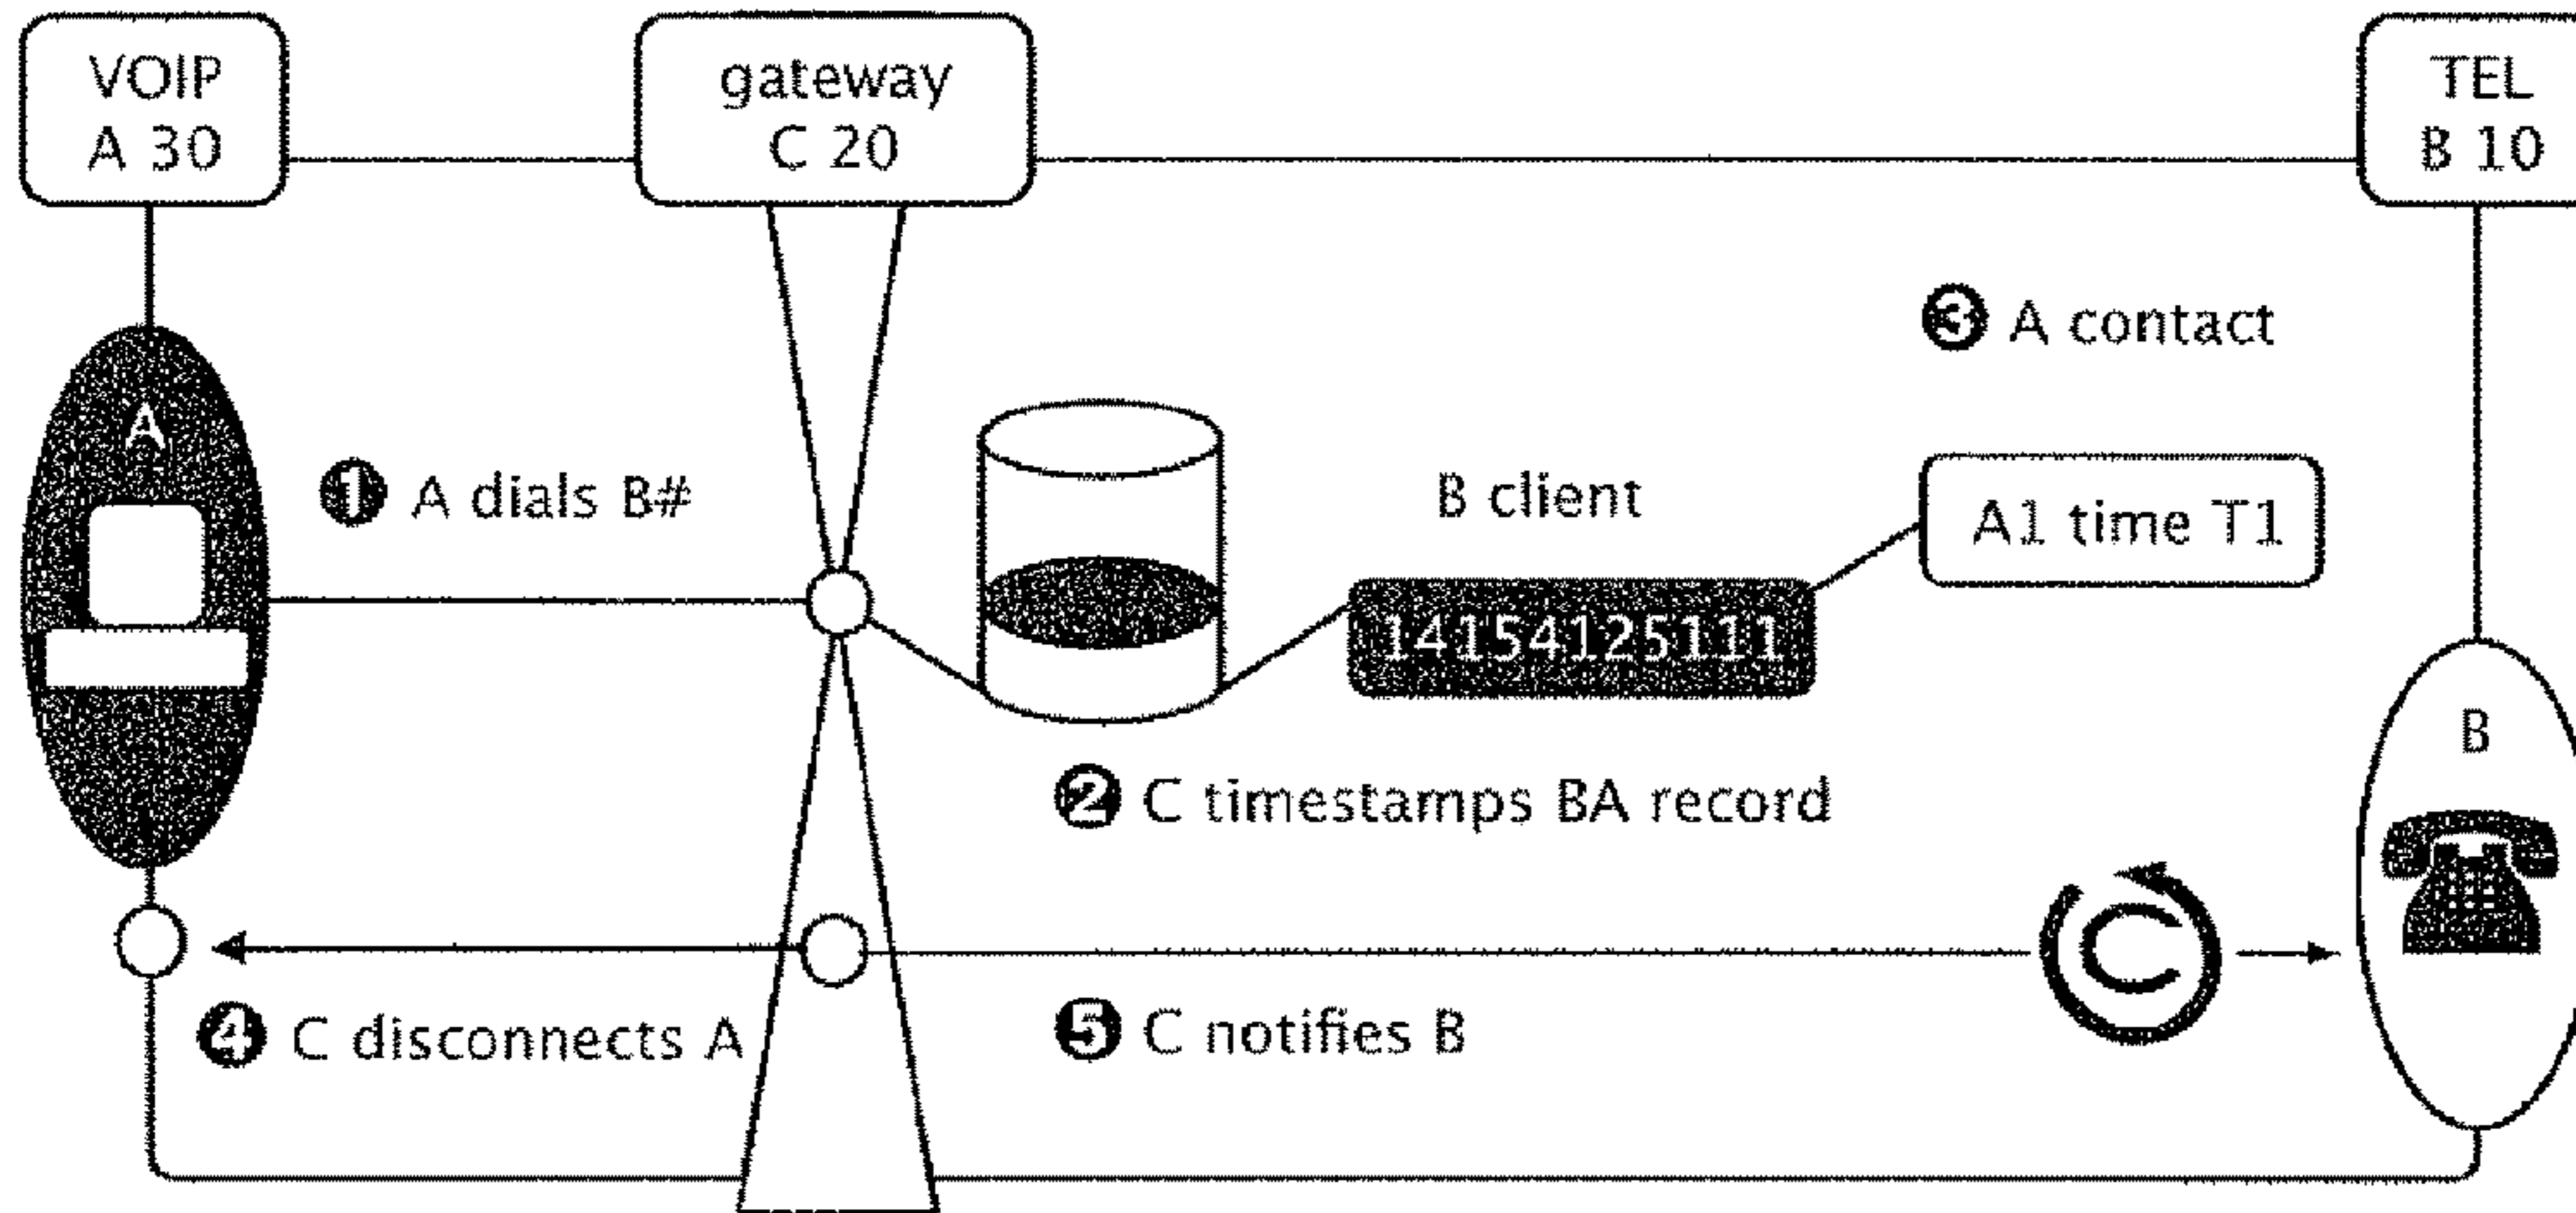 VOIP
A 30
gateway
C 20
TEL
B 10
3 A contact
A
1 A dials B#
B client
A1 time T1
14154125111
B
2 C timestamps BA record
C
4 C disconnects A
5 C notifies B